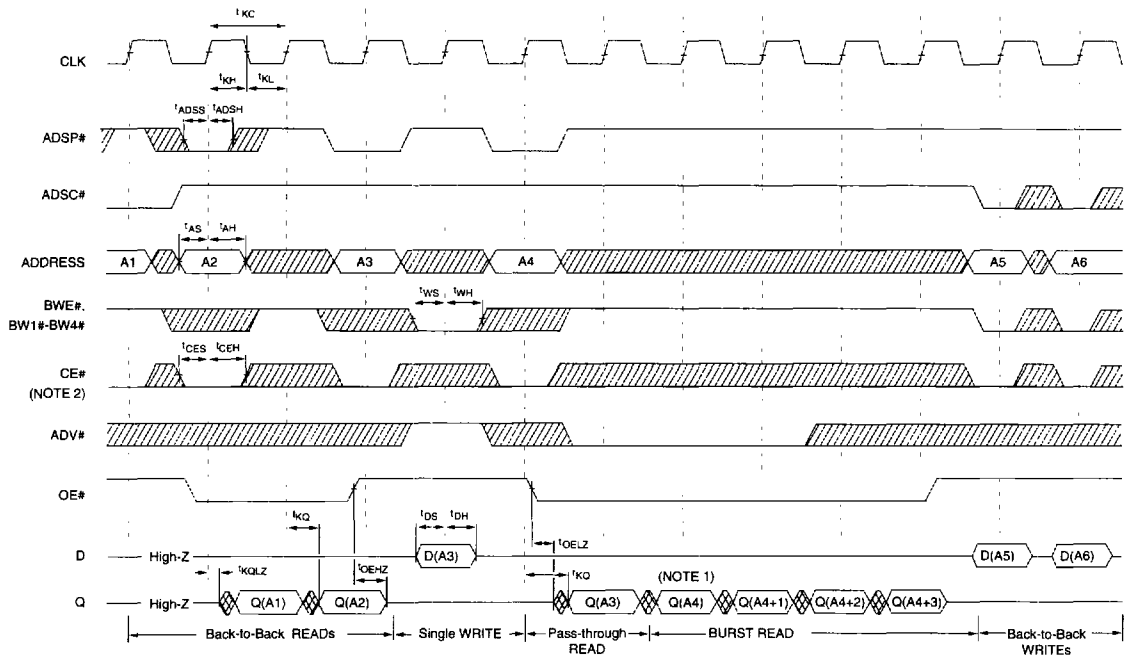 tKC
CLK
tKH tKL
tADSS tADSH
ADSP#
ADSC#
tAS tAH
ADDRESS A1 A2 A3 A4 A5 A6
BWE#, tWS tWH
BW1#-BW4#
tCES tCEH
CE#
(NOTE 2)
ADV#
OE#
tKQ tDS tDH
tOELZ
D High-Z D(A3) D(A5) D(A6)
tKQLZ tOEHZ tKQ (NOTE 1)
Q High-Z Q(A1) Q(A2) Q(A3) Q(A4) Q(A4+1) Q(A4+2) Q(A4+3)
Back-to-Back READs Single WRITE Pass-through BURST READ Back-to-Back
READ WRITEs